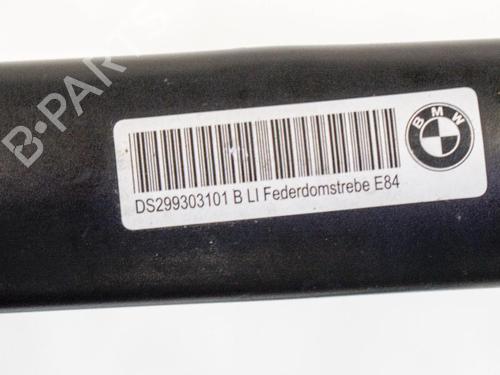 B-PARTS
BMW
DS299303101 B LI Federdomstrebe E84